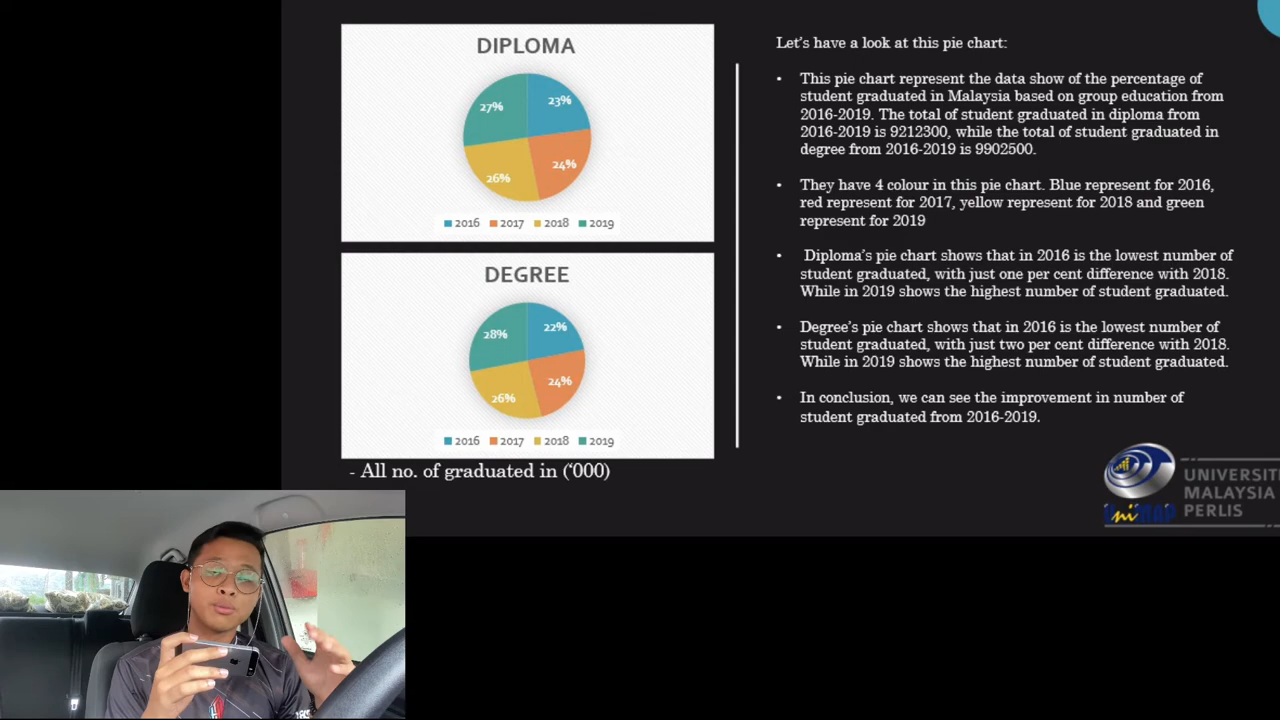 DIPLOMA
27%
23%
24%
26%
2016 2017 2018 2019
DEGREE
28%
22%
24%
26%
2016 2017 2018 2019
- All no. of graduated in (‘000)
Let’s have a look at this pie chart:
• This pie chart represent the data show of the percentage of
student graduated in Malaysia based on group education from
2016-2019. The total of student graduated in diploma from
2016-2019 is 9212300, while the total of student graduated in
degree from 2016-2019 is 9902500.
• They have 4 colour in this pie chart. Blue represent for 2016,
red represent for 2017, yellow represent for 2018 and green
represent for 2019
• Diploma’s pie chart shows that in 2016 is the lowest number of
student graduated, with just one per cent difference with 2018.
While in 2019 shows the highest number of student graduated.
• Degree’s pie chart shows that in 2016 is the lowest number of
student graduated, with just two per cent difference with 2018.
While in 2019 shows the highest number of student graduated.
• In conclusion, we can see the improvement in number of
student graduated from 2016-2019.
UNIVERSITI
MALAYSIA
PERLIS
UniMAP